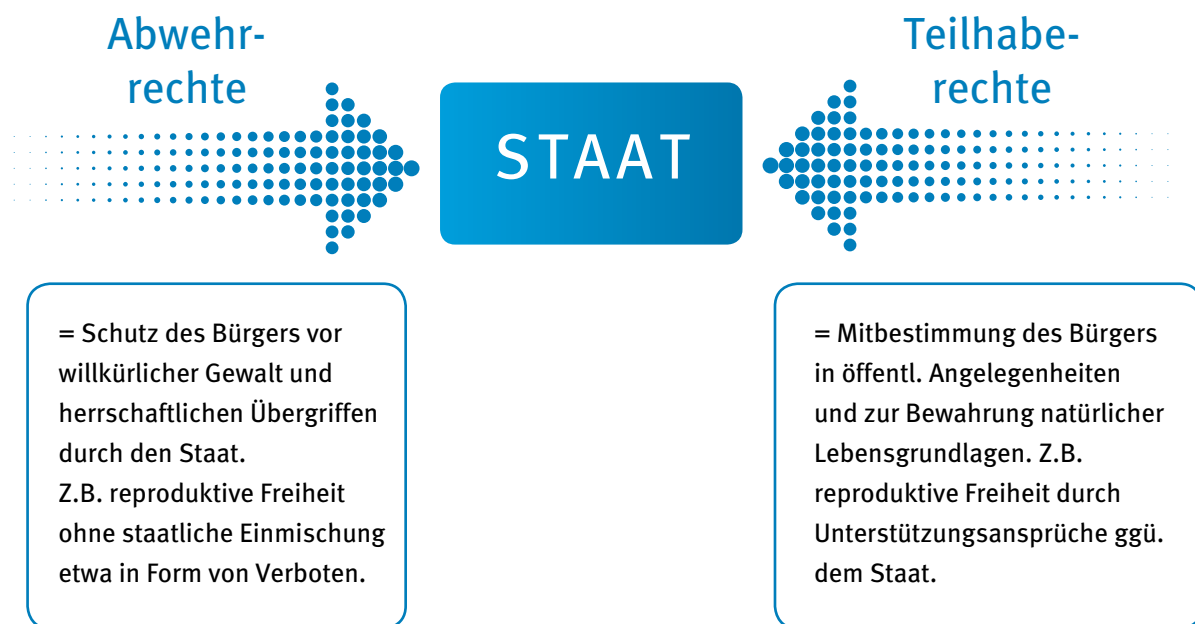 Abwehr-
rechte
STAAT
Teilhabe-
rechte
= Schutz des Bürgers vor
willkürlicher Gewalt und
herrschaftlichen Übergriffen
durch den Staat.
Z.B. reproduktive Freiheit
ohne staatliche Einmischung
etwa in Form von Verboten.
= Mitbestimmung des Bürgers
in öffentl. Angelegenheiten
und zur Bewahrung natürlicher
Lebensgrundlagen. Z.B.
reproduktive Freiheit durch
Unterstützungsansprüche ggü.
dem Staat.